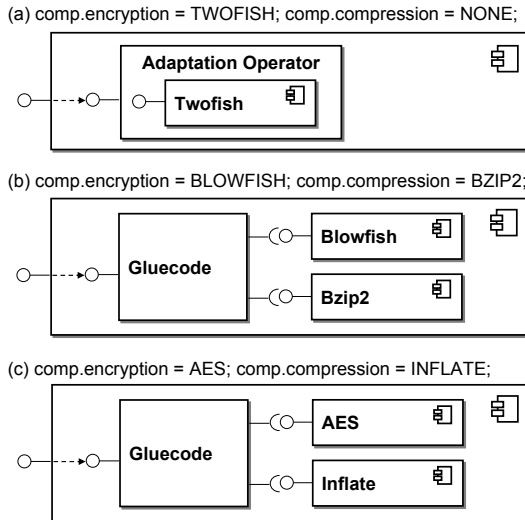 (a) comp.encryption = TWOFISH; comp.compression = NONE;
Adaptation Operator
Twofish
(b) comp.encryption = BLOWFISH; comp.compression = BZIP2;
Blowfish
Gluecode
Bzip2
(c) comp.encryption = AES; comp.compression = INFLATE;
AES
Gluecode
Inflate